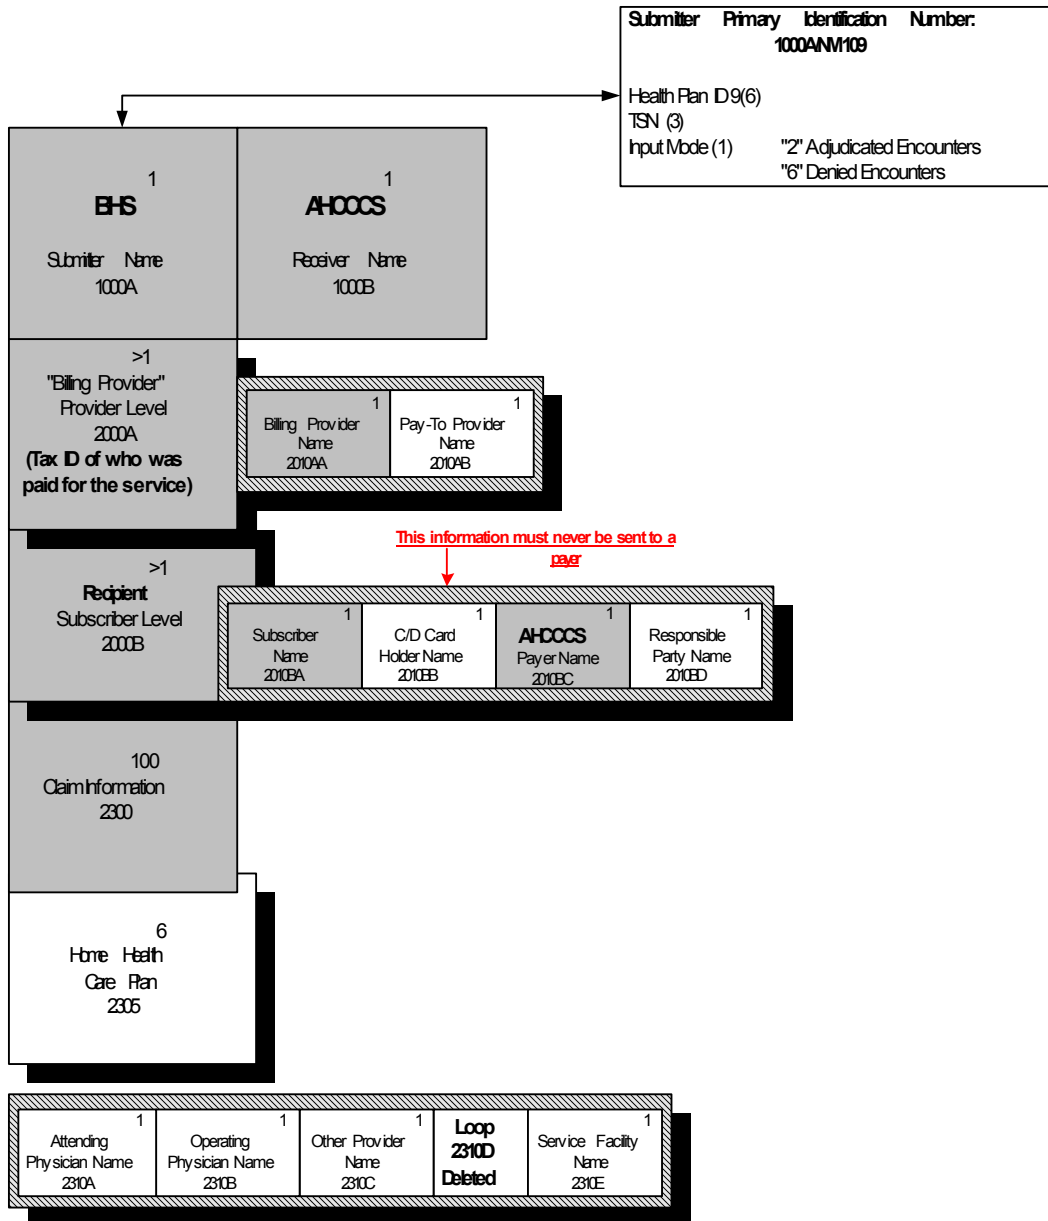 Submitter Primary Identification Number:
1000A/NM109
Health Plan ID 9(6)
TSN (3)
Input Mode (1) "2" Adjudicated Encounters
"6" Denied Encounters
1
BHS
Submitter Name
1000A
1
AHCCCS
Receiver Name
1000B
>1
"Billing Provider"
Provider Level
2000A
(Tax ID of who was
paid for the service)
1
Billing Provider
Name
2010AA
1
Pay-To Provider
Name
2010AB
This information must never be sent to a
payer
>1
Recipient
Subscriber Level
2000B
1
Subscriber
Name
2010BA
1
C/D Card
Holder Name
2010BB
1
AHCCCS
Payer Name
2010BC
1
Responsible
Party Name
2010BD
100
Claim Information
2300
6
Home Health
Care Plan
2305
1
Attending
Physician Name
2310A
1
Operating
Physician Name
2310B
1
Other Provider
Name
2310C
Loop
2310D
Deleted
1
Service Facility
Name
2310E